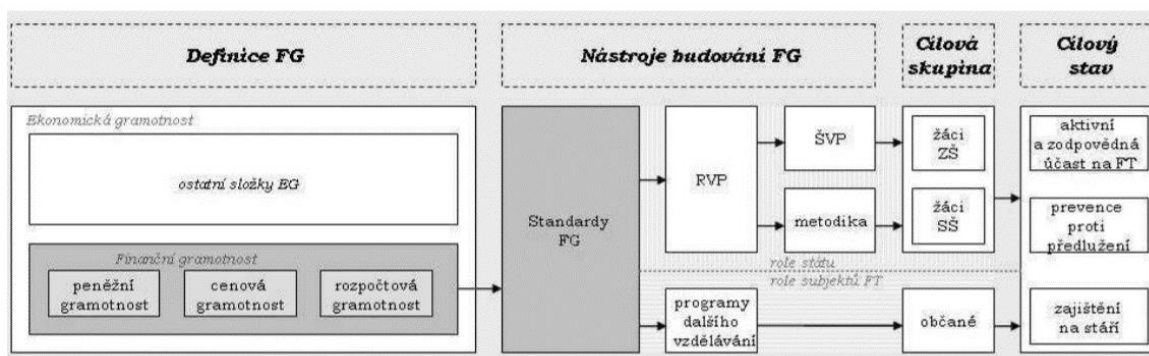 Definice FG
Nástroje budování FG
Cílová
skupina
Cílový
stav
Ekonomická gramotnost
ostatní složky EG
Finanční gramotnost
peněžní
gramotnost
cenová
gramotnost
rozpočtová
gramotnost
Standardy
FG
RVP
ŠVP
metodika
role státu
role subjektů FT
programy
dalšího
vzdělávání
žáci
ZŠ
žáci
SŠ
občané
aktivní
a zodpovědná
účast na FT
prevence
proti
předlužení
zajištění
na stáří